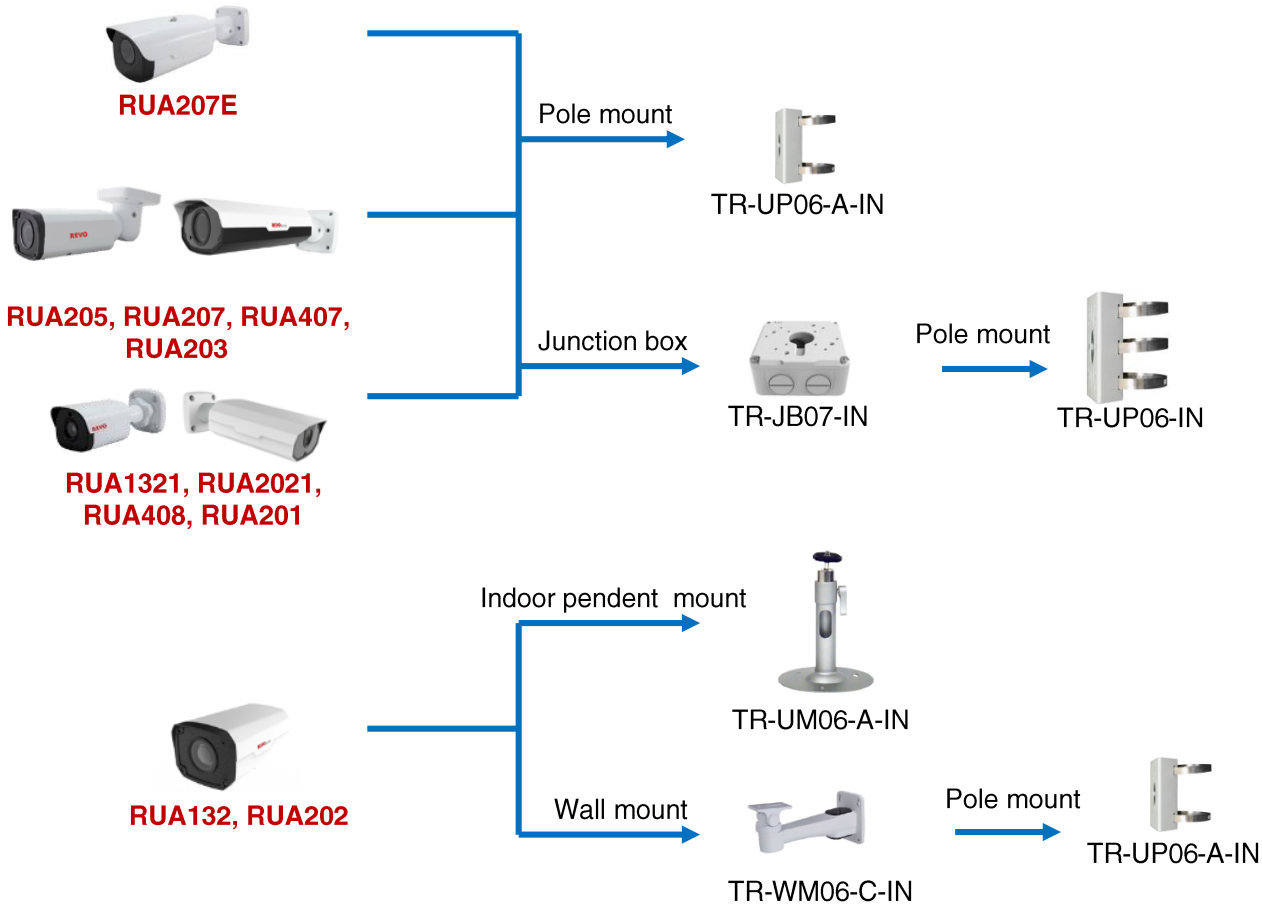 RUA207E
Pole mount
TR-UP06-A-IN
REVO
RUA205, RUA207, RUA407,
RUA203
Junction box
TR-JB07-IN
Pole mount
TR-UP06-IN
REVO
RUA1321, RUA2021,
RUA408, RUA201
Indoor pendent mount
TR-UM06-A-IN
RUA132, RUA202
Wall mount
TR-WM06-C-IN
Pole mount
TR-UP06-A-IN